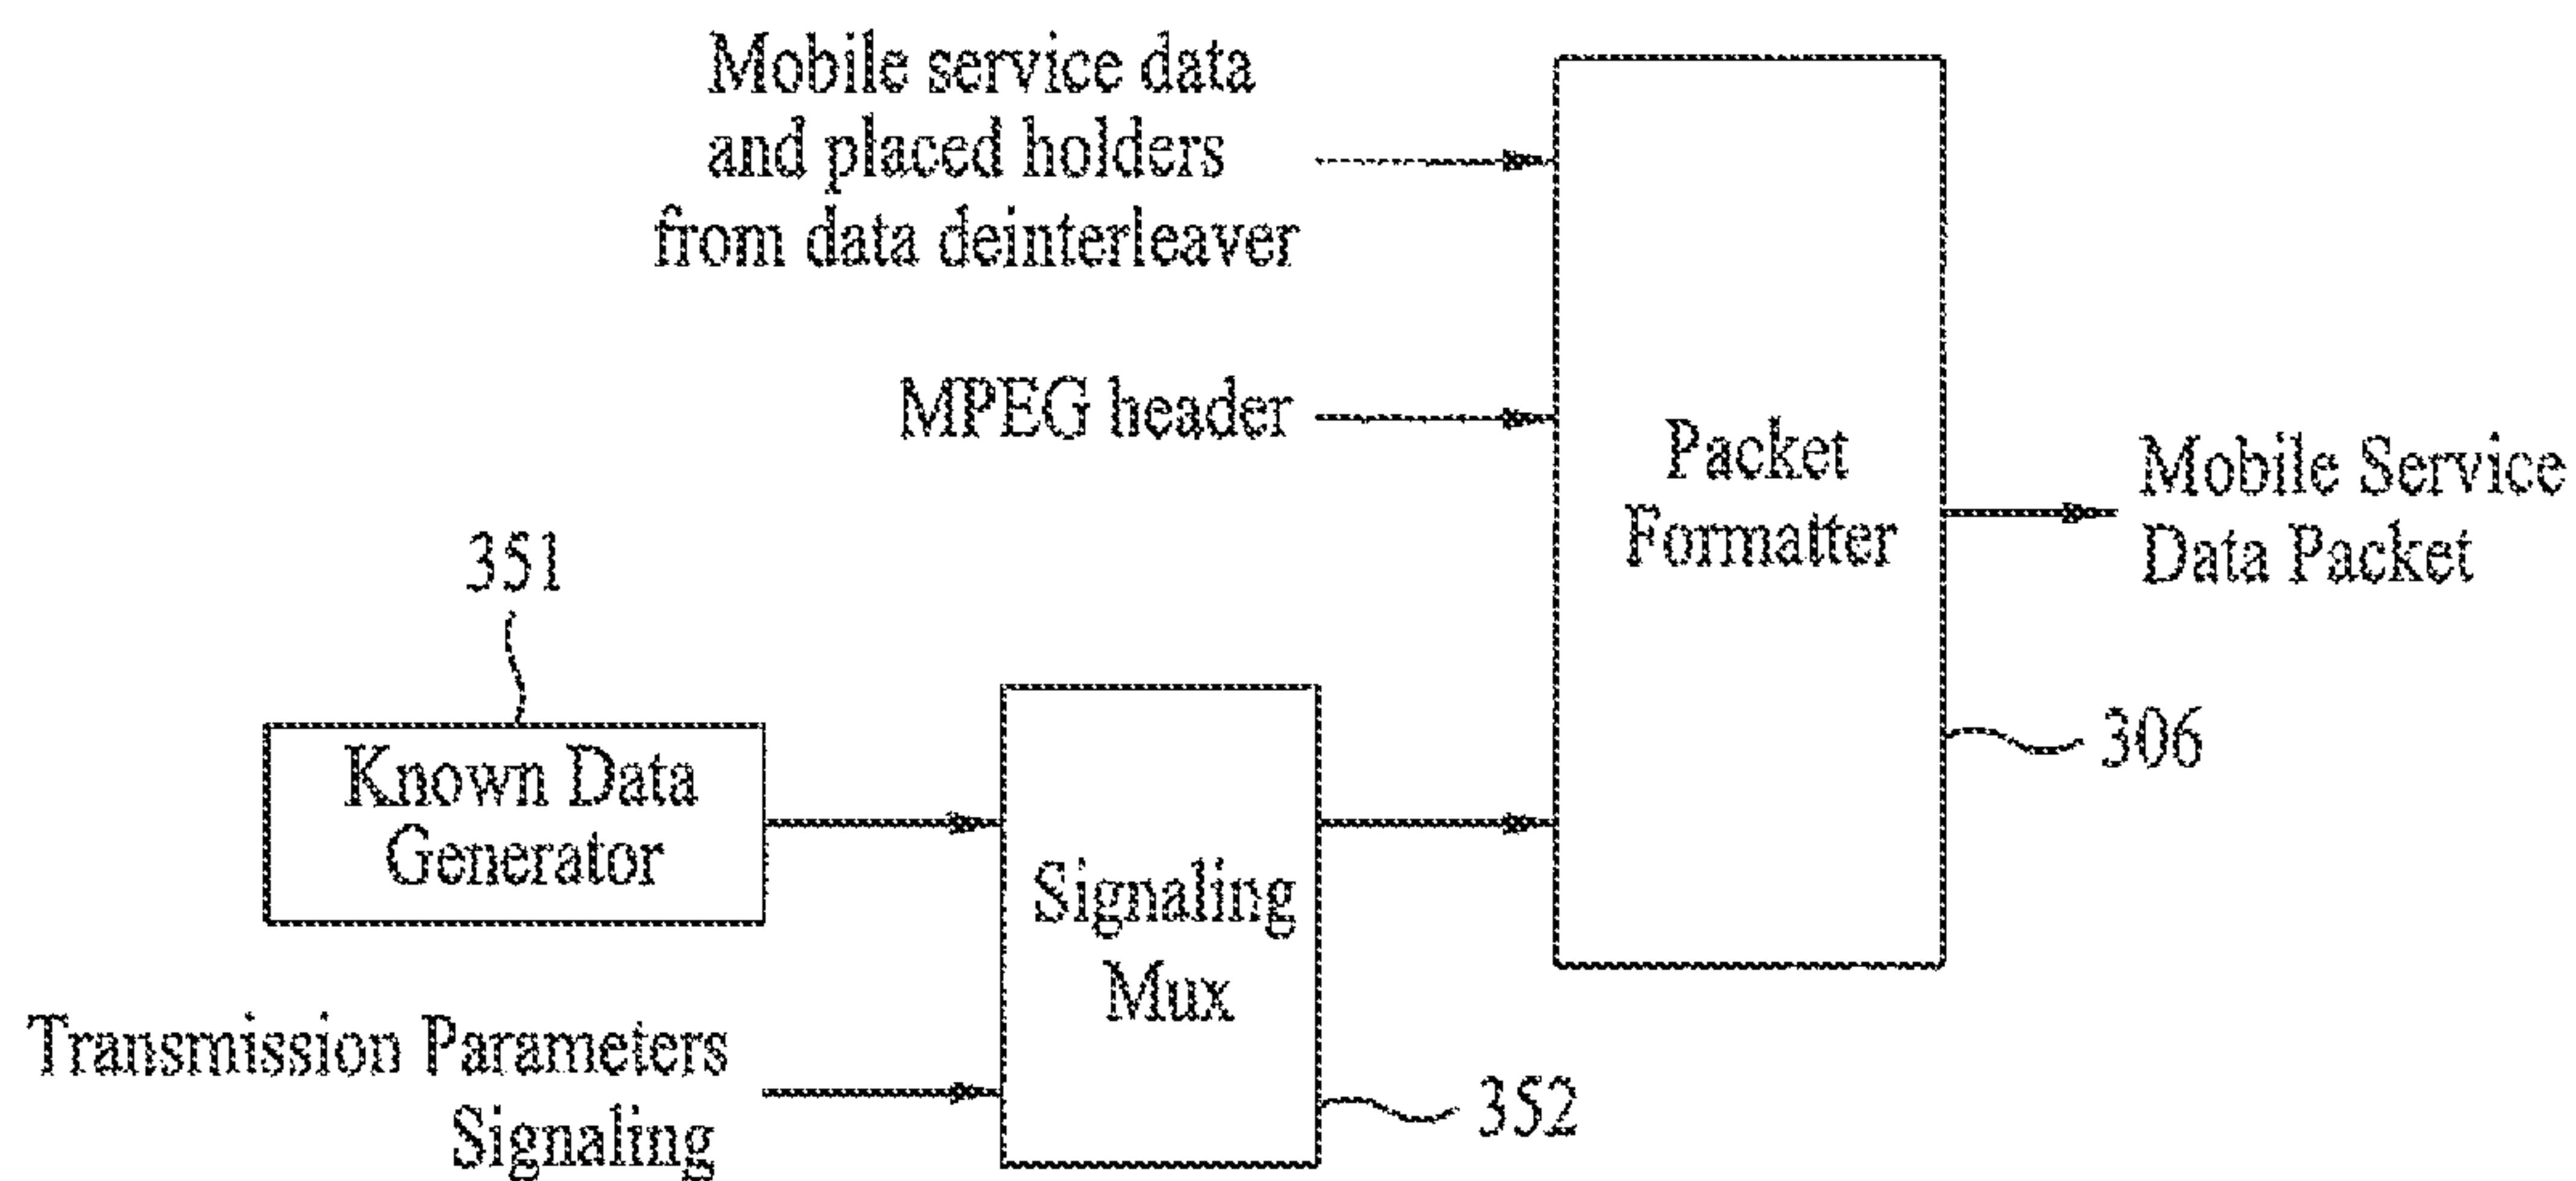 Mobile service data
and placed holders
from data deinterleaver
MPEG header
Packet
Formatter
Mobile Service
Data Packet
351
306
Known Data
Generator
Signaling
Mux
Transmission Parameters
Signaling
352